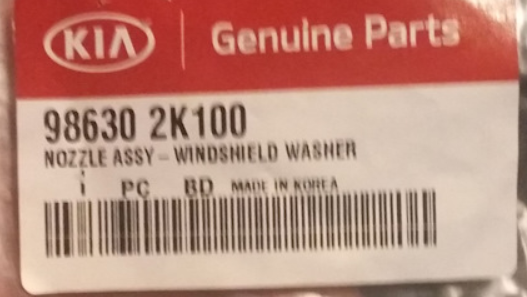 KIA Genuine Parts
98630 2K100
NOZZLE ASSY - WINDSHIELD WASHER
1 PC BD MADE IN KOREA